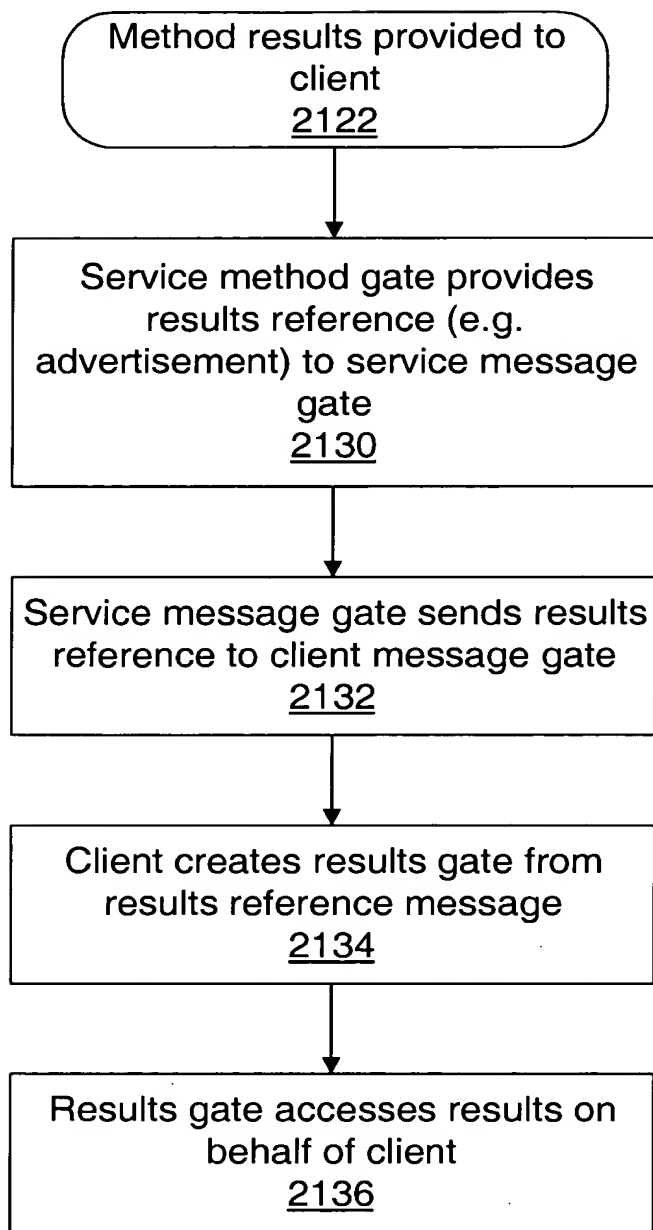 Method results provided to
client
2122
Service method gate provides
results reference (e.g.
advertisement) to service message
gate
2130
Service message gate sends results
reference to client message gate
2132
Client creates results gate from
results reference message
2134
Results gate accesses results on
behalf of client
2136